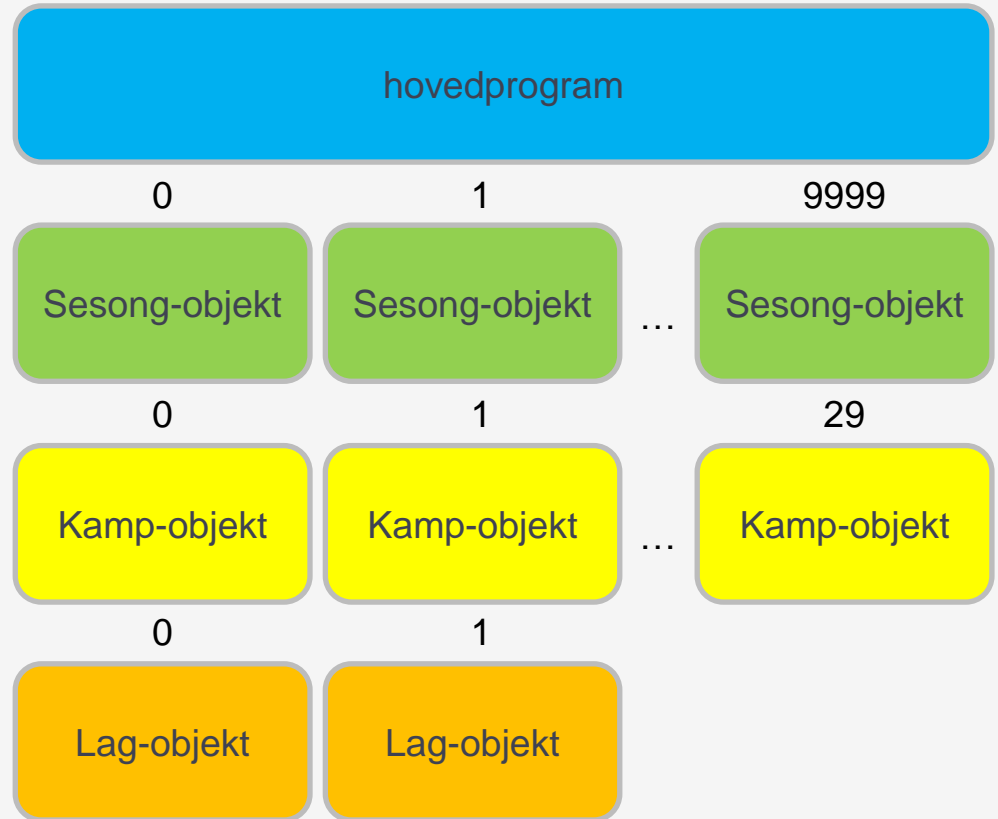 hovedprogram
0 1 9999
Sesong-objekt Sesong-objekt … Sesong-objekt
0 1 29
Kamp-objekt Kamp-objekt … Kamp-objekt
0 1
Lag-objekt Lag-objekt